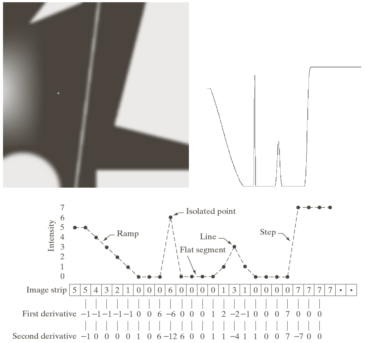 7
6
Isolated point
5
Intensity
4
Ramp
Line
Step
3
Flat segment
2
1
0
Image strip 5 5 4 3 2 1 0 0 0 6 0 0 0 0 1 3 1 0 0 0 0 7 7 7 7 • •
First derivative −1 −1 −1 −1 −1 0 0 6 −6 0 0 0 1 2 −2 −1 0 0 0 7 0 0 0
Second derivative −1 0 0 0 0 1 0 6 −12 6 0 0 1 1 −4 1 1 0 0 7 −7 0 0